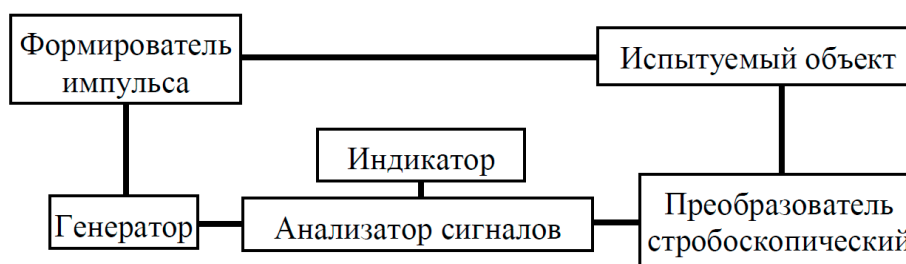 Формирователь
импульса
Испытуемый объект
Индикатор
Генератор
Анализатор сигналов
Преобразователь
стробоскопический